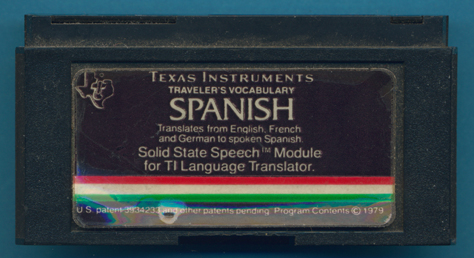 TEXAS INSTRUMENTS
TRAVELER'S VOCABULARY
SPANISH
Translates from English, French
and German to spoken Spanish.
Solid State Speech™ Module
for TI Language Translator.
U.S. patent 3934233 and other patents pending. Program Contents © 1979